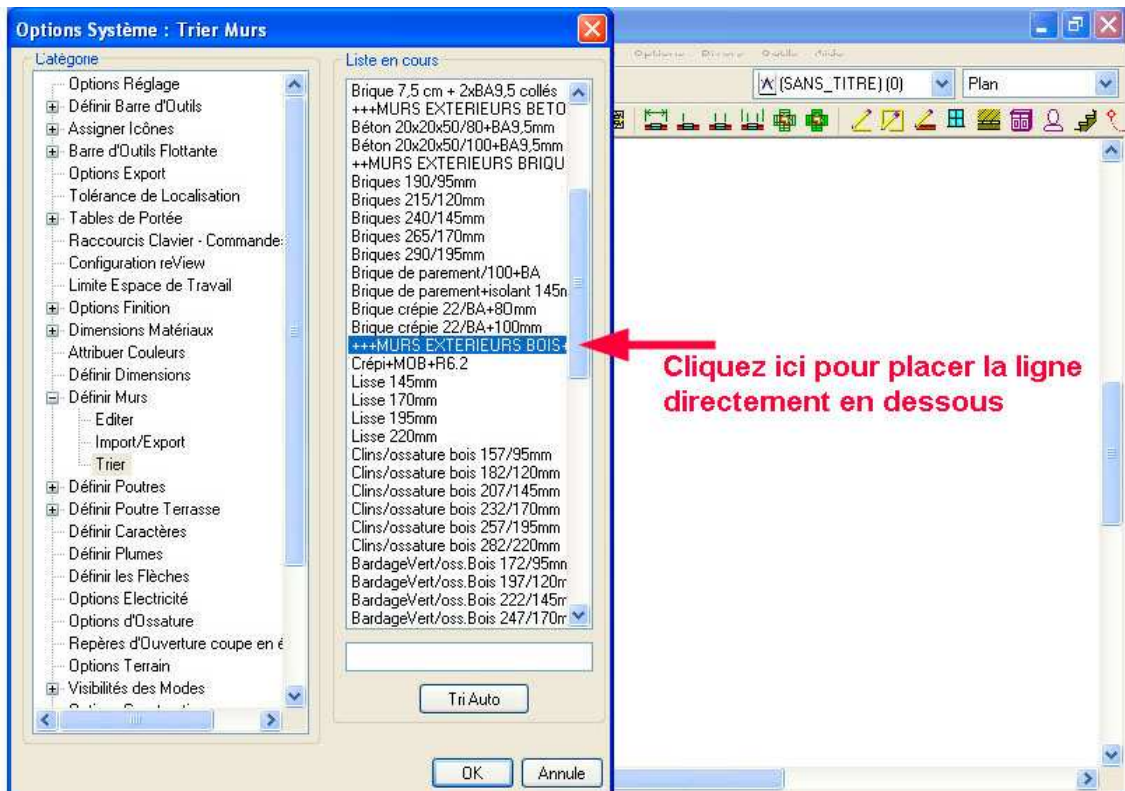 Options Système : Trier Murs
Catégorie
Options Réglage
Définir Barre d'Outils
Assigner Icônes
Barre d'Outils Flottante
Options Export
Tolérance de Localisation
Tables de Portée
Raccourcis Clavier - Commande
Configuration reView
Limite Espace de Travail
Options Finition
Dimensions Matériaux
Attribuer Couleurs
Définir Dimensions
Définir Murs
Editer
Import/Export
Trier
Définir Poutres
Définir Poutre Terrasse
Définir Caractères
Définir Plumes
Définir les Flèches
Options Electricité
Options d'Ossature
Repères d'Ouverture coupe en é
Options Terrain
Visibilités des Modes
Liste en cours
Brique 7,5 cm + 2xBA9,5 collés
+++MURS EXTERIEURS BETO
Béton 20x20x50/80+BA9,5mm
Béton 20x20x50/100+BA9,5mm
++MURS EXTERIEURS BRIQU
Briques 190/95mm
Briques 215/120mm
Briques 240/145mm
Briques 265/170mm
Briques 290/195mm
Brique de parement/100+BA
Brique de parement+isolant 145m
Brique crépie 22/BA+80mm
Brique crépie 22/BA+100mm
+++MURS EXTERIEURS BOIS+
Crépi+MOB+R6.2
Lisse 145mm
Lisse 170mm
Lisse 195mm
Lisse 220mm
Clins/ossature bois 157/95mm
Clins/ossature bois 182/120mm
Clins/ossature bois 207/145mm
Clins/ossature bois 232/170mm
Clins/ossature bois 257/195mm
Clins/ossature bois 282/220mm
BardageVert/oss.Bois 172/95mm
BardageVert/oss.Bois 197/120m
BardageVert/oss.Bois 222/145m
BardageVert/oss.Bois 247/170m
Tri Auto
OK Annule
(SANS_TITRE) (0) Plan
Cliquez ici pour placer la ligne
directement en dessous